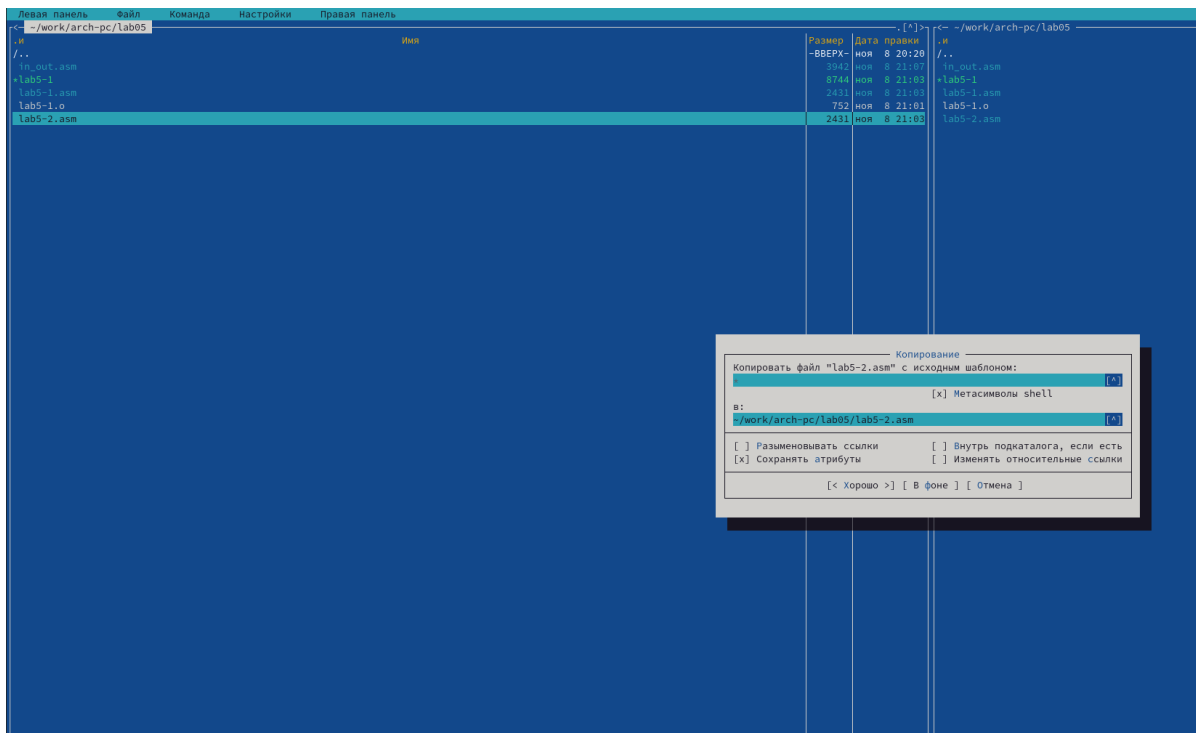 Левая панель Файл Команда Настройки Правая панель
<─ ~/work/arch-pc/lab05 .[^]>
.и Имя Размер Дата правки
/.. -ВВЕРХ- ноя 8 20:20
in_out.asm 3942 ноя 8 21:07
*lab5-1 8744 ноя 8 21:03
lab5-1.asm 2431 ноя 8 21:03
lab5-1.o 752 ноя 8 21:01
lab5-2.asm 2431 ноя 8 21:03
<─ ~/work/arch-pc/lab05
.и
/..
in_out.asm
*lab5-1
lab5-1.asm
lab5-1.o
lab5-2.asm
Копирование
Копировать файл "lab5-2.asm" с исходным шаблоном:
* [^]
[x] Метасимволы shell
в:
~/work/arch-pc/lab05/lab5-2.asm [^]
[ ] Разыменовывать ссылки [ ] Внутрь подкаталога, если есть
[x] Сохранять атрибуты [ ] Изменять относительные ссылки
[< Хорошо >] [ В фоне ] [ Отмена ]